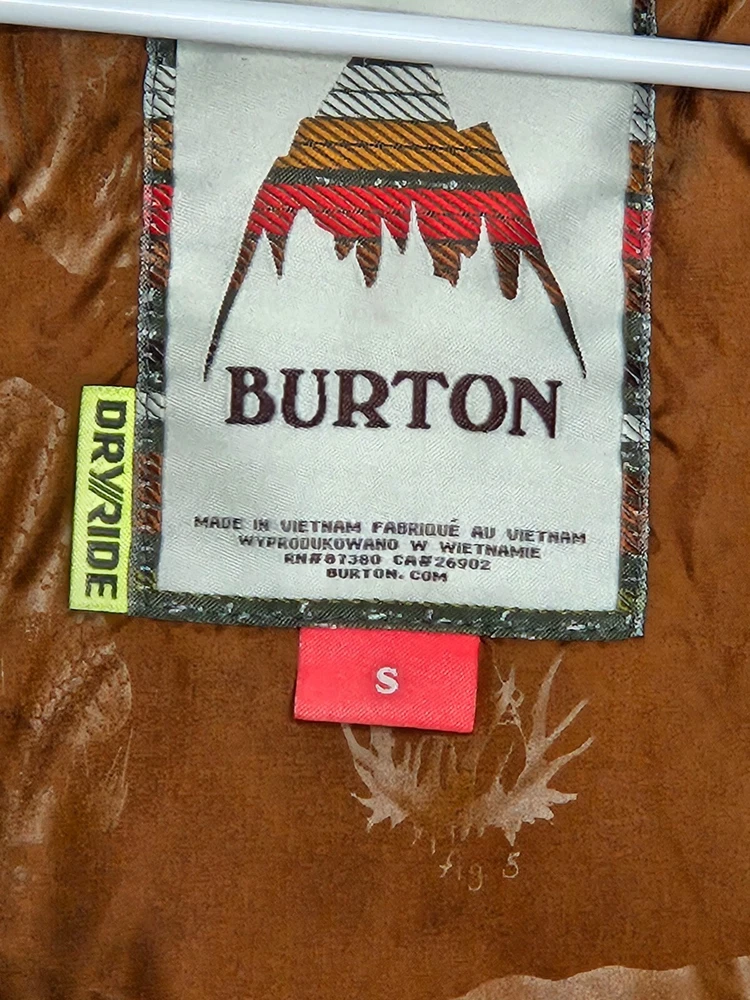 BURTON
DRY//RIDE
MADE IN VIETNAM FABRIQUÉ AU VIETNAM
WYPRODUKOWANO W WIETNAMIE
RN#87380 CA#26902
BURTON.COM
S
fig 5